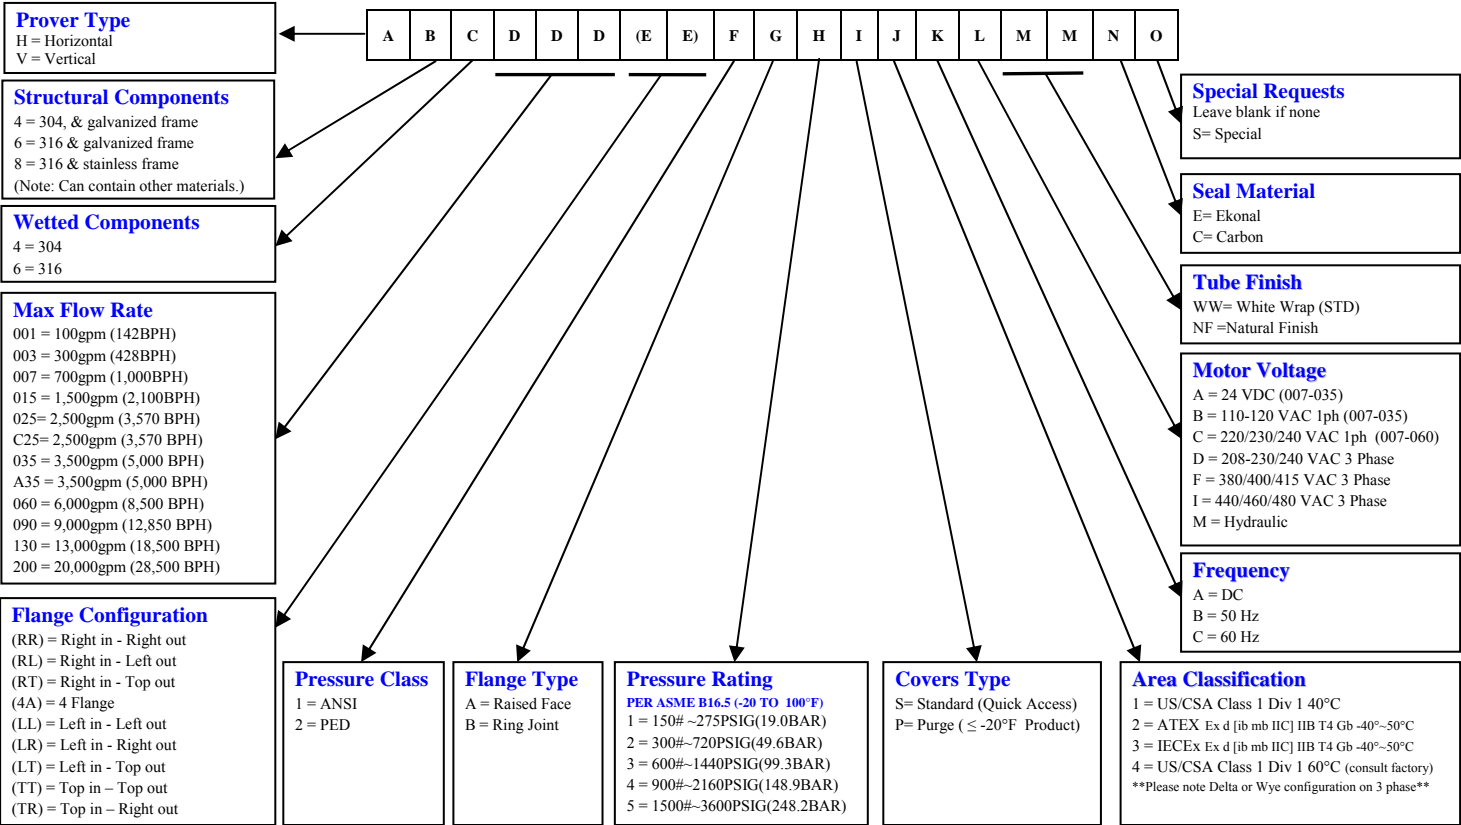 A B C D D D (E E) F G H I J K L M M N O
Prover Type
H = Horizontal
V = Vertical
Structural Components
4 = 304, & galvanized frame
6 = 316 & galvanized frame
8 = 316 & stainless frame
(Note: Can contain other materials.)
Wetted Components
4 = 304
6 = 316
Max Flow Rate
001 = 100gpm (142BPH)
003 = 300gpm (428BPH)
007 = 700gpm (1,000BPH)
015 = 1,500gpm (2,100BPH)
025= 2,500gpm (3,570 BPH)
C25= 2,500gpm (3,570 BPH)
035 = 3,500gpm (5,000 BPH)
A35 = 3,500gpm (5,000 BPH)
060 = 6,000gpm (8,500 BPH)
090 = 9,000gpm (12,850 BPH)
130 = 13,000gpm (18,500 BPH)
200 = 20,000gpm (28,500 BPH)
Flange Configuration
(RR) = Right in - Right out
(RL) = Right in - Left out
(RT) = Right in - Top out
(4A) = 4 Flange
(LL) = Left in - Left out
(LR) = Left in - Right out
(LT) = Left in - Top out
(TT) = Top in – Top out
(TR) = Top in – Right out
Pressure Class
1 = ANSI
2 = PED
Flange Type
A = Raised Face
B = Ring Joint
Pressure Rating
PER ASME B16.5 (-20 TO 100°F)
1 = 150# ~275PSIG(19.0BAR)
2 = 300#~720PSIG(49.6BAR)
3 = 600#~1440PSIG(99.3BAR)
4 = 900#~2160PSIG(148.9BAR)
5 = 1500#~3600PSIG(248.2BAR)
Covers Type
S= Standard (Quick Access)
P= Purge ( ≤ -20°F Product)
Area Classification
1 = US/CSA Class 1 Div 1 40°C
2 = ATEX Ex d [ib mb IIC] IIB T4 Gb -40°~50°C
3 = IECEx Ex d [ib mb IIC] IIB T4 Gb -40°~50°C
4 = US/CSA Class 1 Div 1 60°C (consult factory)
**Please note Delta or Wye configuration on 3 phase**
Frequency
A = DC
B = 50 Hz
C = 60 Hz
Motor Voltage
A = 24 VDC (007-035)
B = 110-120 VAC 1ph (007-035)
C = 220/230/240 VAC 1ph (007-060)
D = 208-230/240 VAC 3 Phase
F = 380/400/415 VAC 3 Phase
I = 440/460/480 VAC 3 Phase
M = Hydraulic
Tube Finish
WW= White Wrap (STD)
NF =Natural Finish
Seal Material
E= Ekonal
C= Carbon
Special Requests
Leave blank if none
S= Special